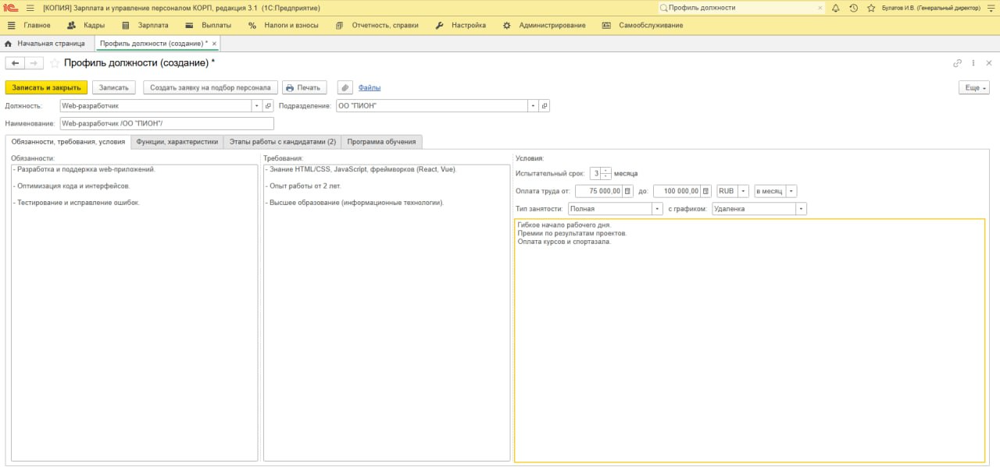 1С [КОПИЯ] Зарплата и управление персоналом КОРП, редакция 3.1 (1С:Предприятие) Профиль должности Булатов И.В. (Генеральный директор)
Главное Кадры Зарплата Выплаты % Налоги и взносы Отчетность, справки Настройка Администрирование Самообслуживание
Начальная страница Профиль должности (создание) * ×
Профиль должности (создание) *
Записать и закрыть Записать Создать заявку на подбор персонала Печать Файлы Еще
Должность: Web-разработчик Подразделение: ОО "ПИОН"
Наименование: Web-разработчик /ОО "ПИОН"/
Обязанности, требования, условия Функции, характеристики Этапы работы с кандидатами (2) Программа обучения
Обязанности:
- Разработка и поддержка web-приложений.
- Оптимизация кода и интерфейсов.
- Тестирование и исправление ошибок.
Требования:
- Знание HTML/CSS, JavaScript, фреймворков (React, Vue).
- Опыт работы от 2 лет.
- Высшее образование (информационные технологии).
Условия:
Испытательный срок: 3 месяца
Оплата труда от: 75 000,00 до: 100 000,00 RUB в месяц
Тип занятости: Полная с графиком: Удаленка
Гибкое начало рабочего дня.
Премии по результатам проектов.
Оплата курсов и спортазала.